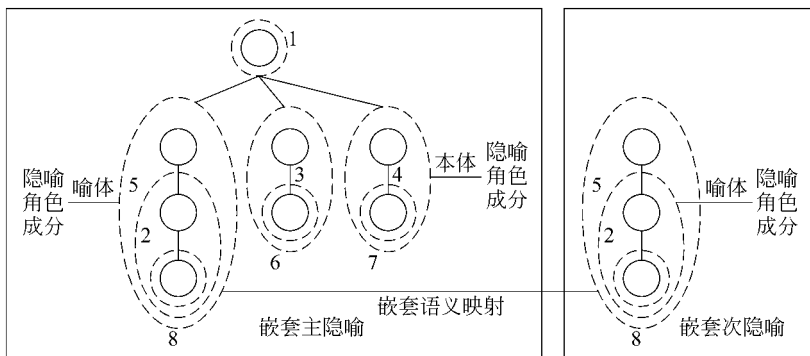 1
隐喻
角色
成分
喻体
5
2
8
3
6
4
7
本体
隐喻
角色
成分
嵌套主隐喻
嵌套语义映射
5
2
8
喻体
隐喻
角色
成分
嵌套次隐喻